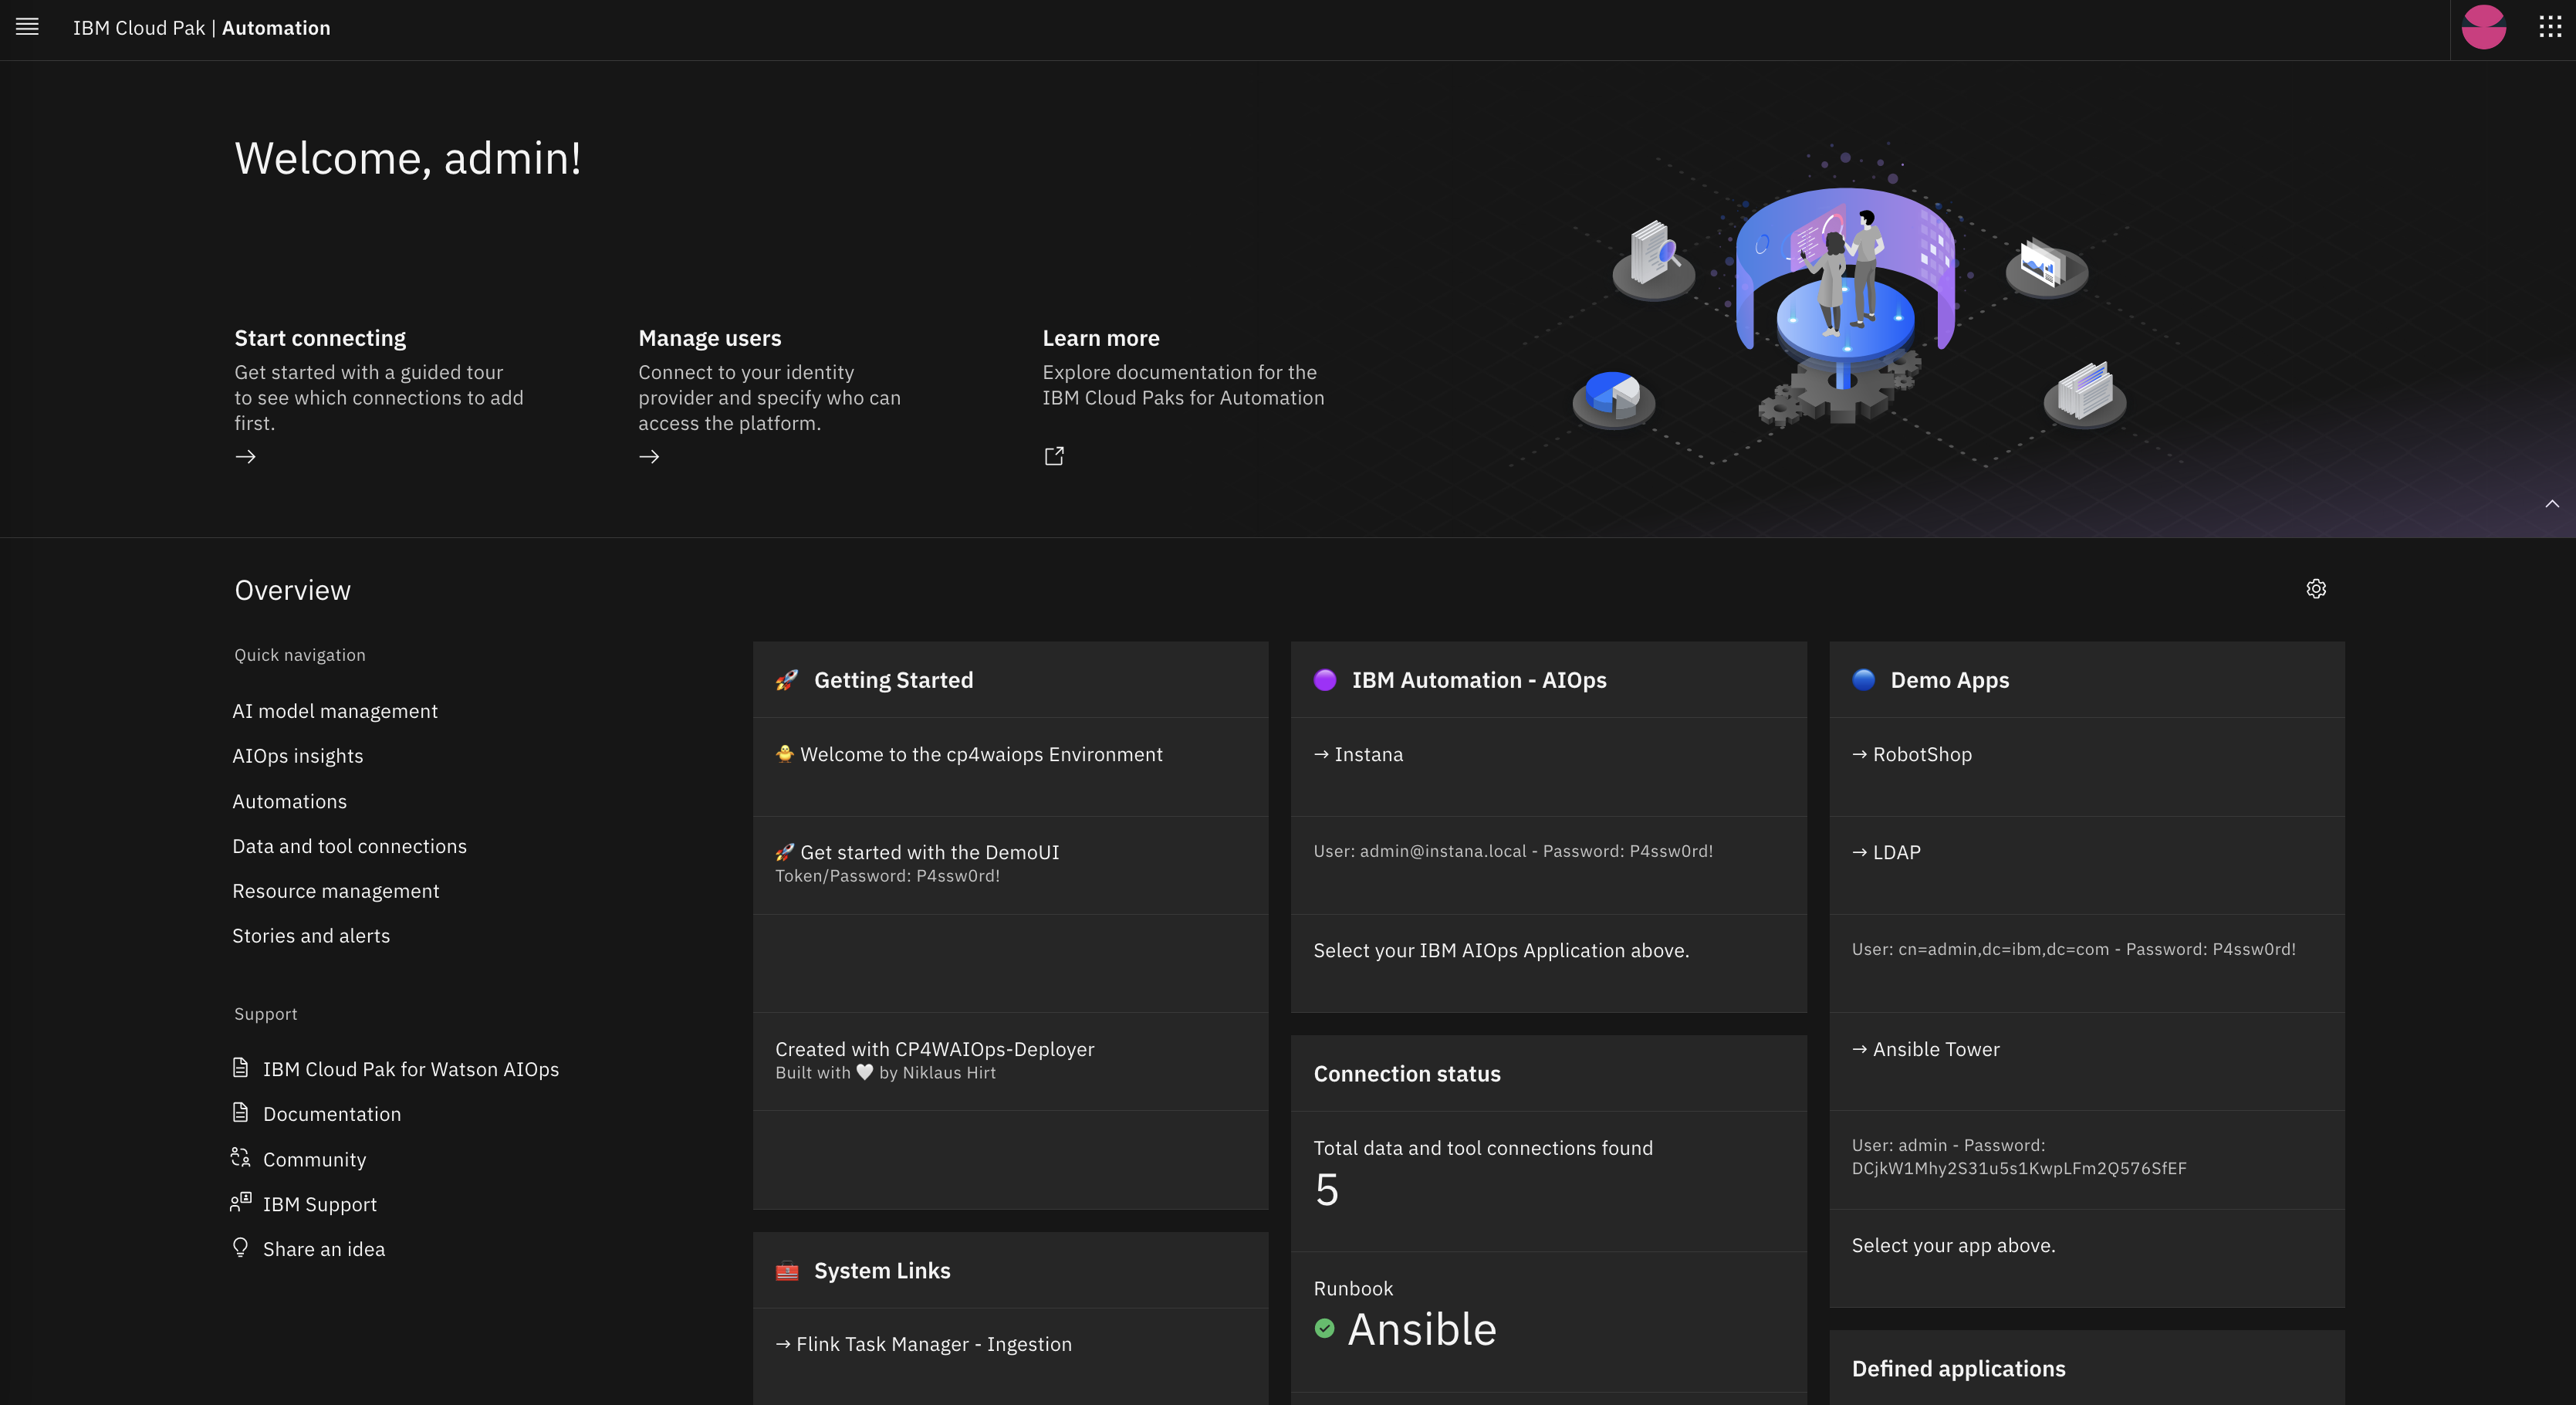 IBM Cloud Pak | Automation
Welcome, admin!
Start connecting
Get started with a guided tour
to see which connections to add
first.
Manage users
Connect to your identity
provider and specify who can
access the platform.
Learn more
Explore documentation for the
IBM Cloud Paks for Automation
Overview
Quick navigation
AI model management
AIOps insights
Automations
Data and tool connections
Resource management
Stories and alerts
Support
IBM Cloud Pak for Watson AIOps
Documentation
Community
IBM Support
Share an idea
🚀 Getting Started
🐥 Welcome to the cp4waiops Environment
🚀 Get started with the DemoUI
Token/Password: P4ssw0rd!
Created with CP4WAIOps-Deployer
Built with 🤍 by Niklaus Hirt
🧰 System Links
→ Flink Task Manager - Ingestion
🟣 IBM Automation - AIOps
→ Instana
User: admin@instana.local - Password: P4ssw0rd!
Select your IBM AIOps Application above.
Connection status
Total data and tool connections found
5
Runbook
Ansible
🔵 Demo Apps
→ RobotShop
→ LDAP
User: cn=admin,dc=ibm,dc=com - Password: P4ssw0rd!
→ Ansible Tower
User: admin - Password:
DCjkW1Mhy2S31u5s1KwpLFm2Q576SfEF
Select your app above.
Defined applications